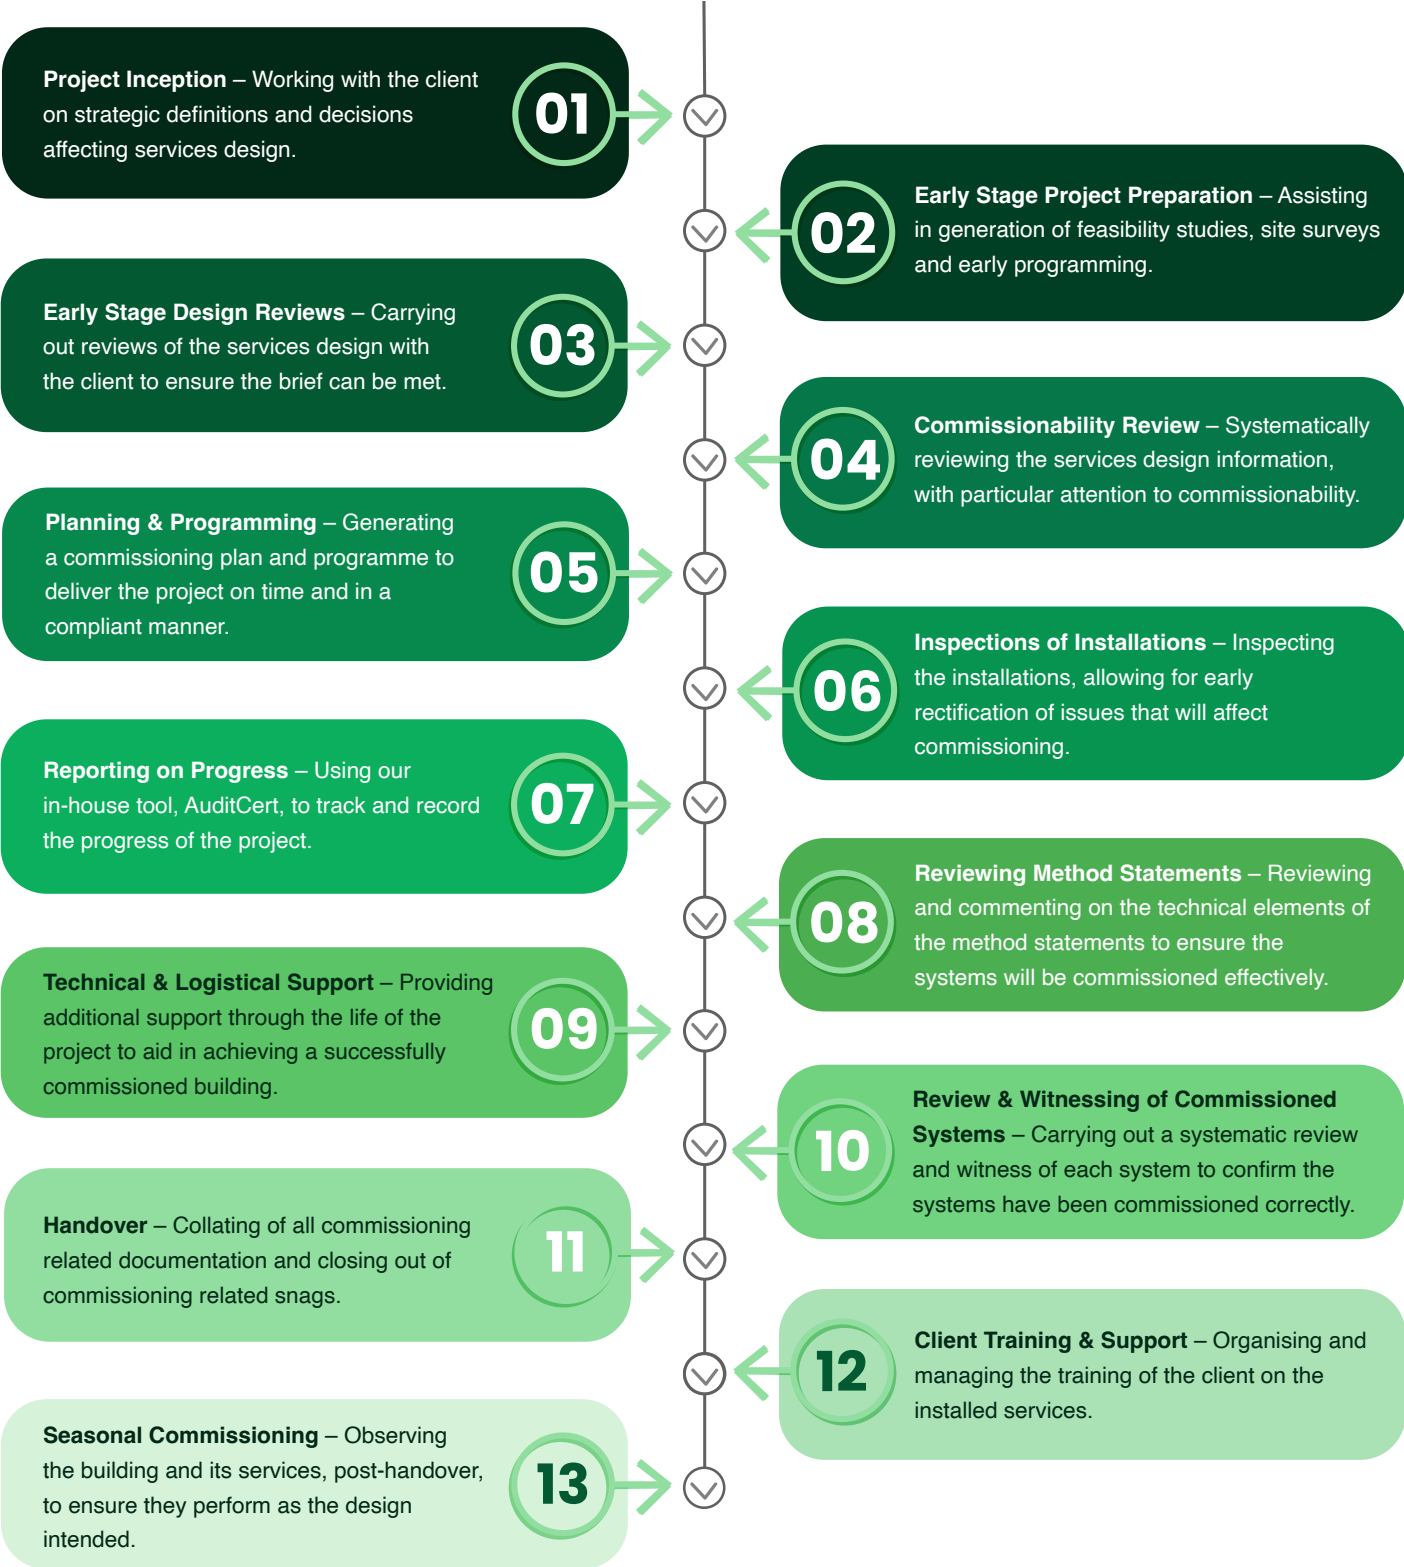 Project Inception – Working with the client
on strategic definitions and decisions
affecting services design.
01
02
Early Stage Project Preparation – Assisting
in generation of feasibility studies, site surveys
and early programming.
Early Stage Design Reviews – Carrying
out reviews of the services design with
the client to ensure the brief can be met.
03
04
Commissionability Review – Systematically
reviewing the services design information,
with particular attention to commissionability.
Planning & Programming – Generating
a commissioning plan and programme to
deliver the project on time and in a
compliant manner.
05
06
Inspections of Installations – Inspecting
the installations, allowing for early
rectification of issues that will affect
commissioning.
Reporting on Progress – Using our
in-house tool, AuditCert, to track and record
the progress of the project.
07
08
Reviewing Method Statements – Reviewing
and commenting on the technical elements of
the method statements to ensure the
systems will be commissioned effectively.
Technical & Logistical Support – Providing
additional support through the life of the
project to aid in achieving a successfully
commissioned building.
09
10
Review & Witnessing of Commissioned
Systems – Carrying out a systematic review
and witness of each system to confirm the
systems have been commissioned correctly.
Handover – Collating of all commissioning
related documentation and closing out of
commissioning related snags.
11
12
Client Training & Support – Organising and
managing the training of the client on the
installed services.
Seasonal Commissioning – Observing
the building and its services, post-handover,
to ensure they perform as the design
intended.
13